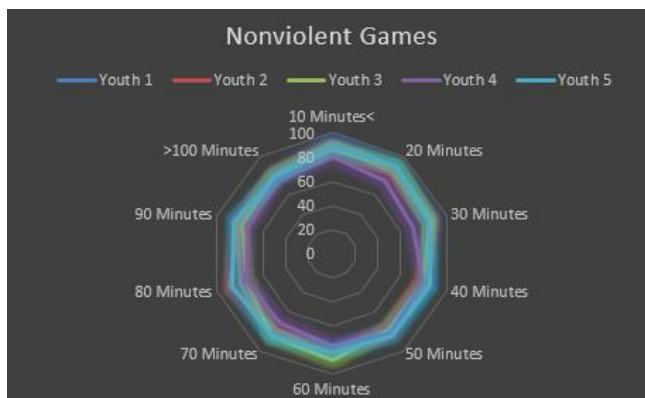 Nonviolent Games
Youth 1 Youth 2 Youth 3 Youth 4 Youth 5
10 Minutes<
100
>100 Minutes 20 Minutes
80
60
90 Minutes 30 Minutes
40
20
0
80 Minutes 40 Minutes
70 Minutes 50 Minutes
60 Minutes